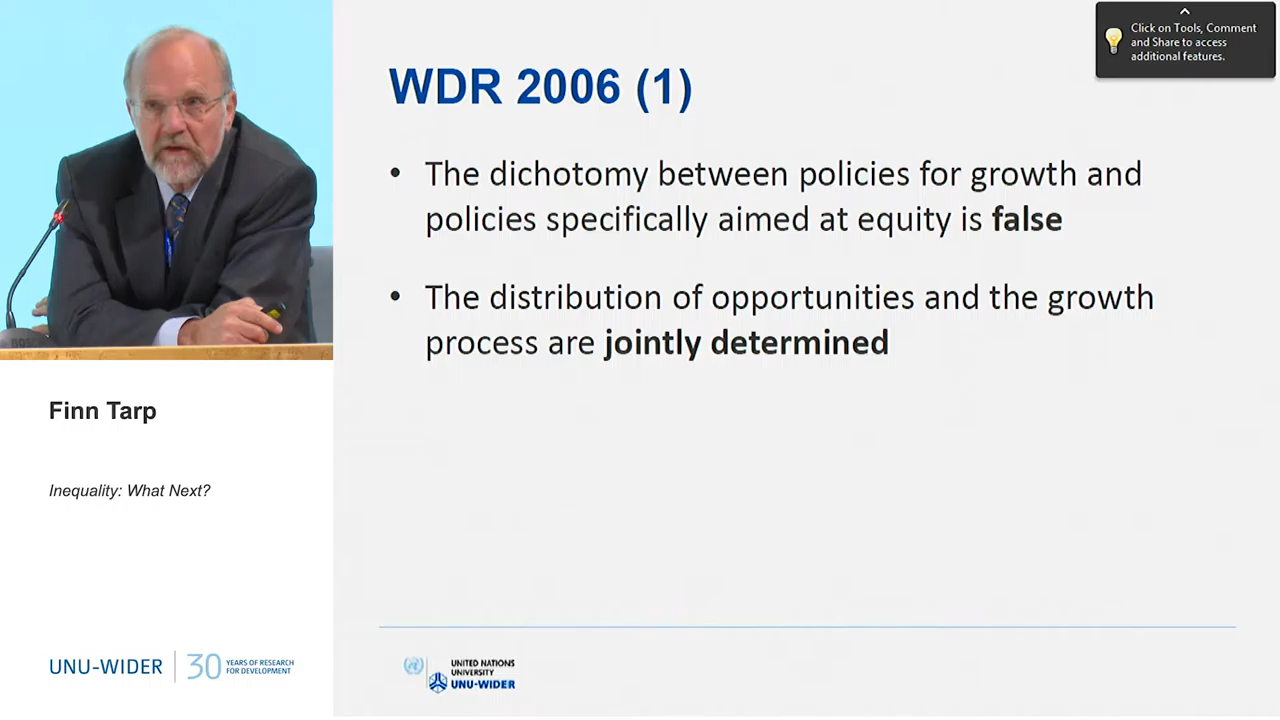 WDR 2006 (1)
• The dichotomy between policies for growth and
policies specifically aimed at equity is false
• The distribution of opportunities and the growth
process are jointly determined
Click on Tools, Comment
and Share to access
additional features.
Finn Tarp
Inequality: What Next?
UNU-WIDER
30 YEARS OF RESEARCH
FOR DEVELOPMENT
UNITED NATIONS
UNIVERSITY
UNU-WIDER